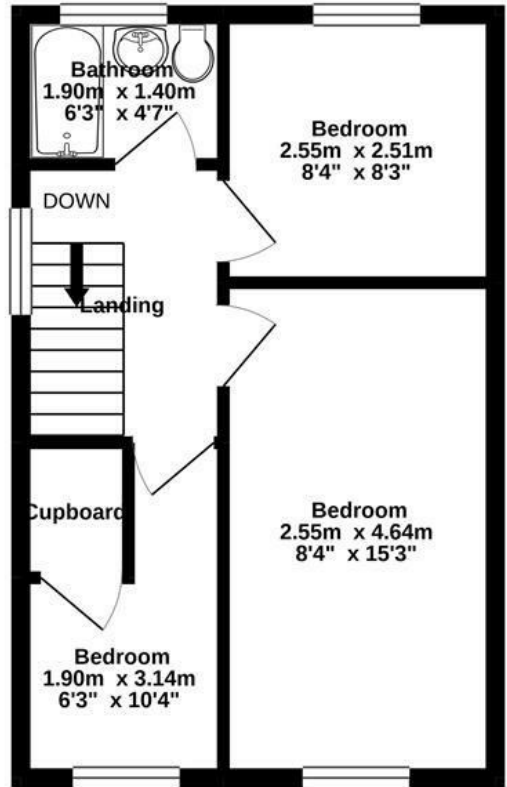 Bathroom
1.90m x 1.40m
6'3" x 4'7"
Bedroom
2.55m x 2.51m
8'4" x 8'3"
DOWN
Landing
Cupboard
Bedroom
2.55m x 4.64m
8'4" x 15'3"
Bedroom
1.90m x 3.14m
6'3" x 10'4"